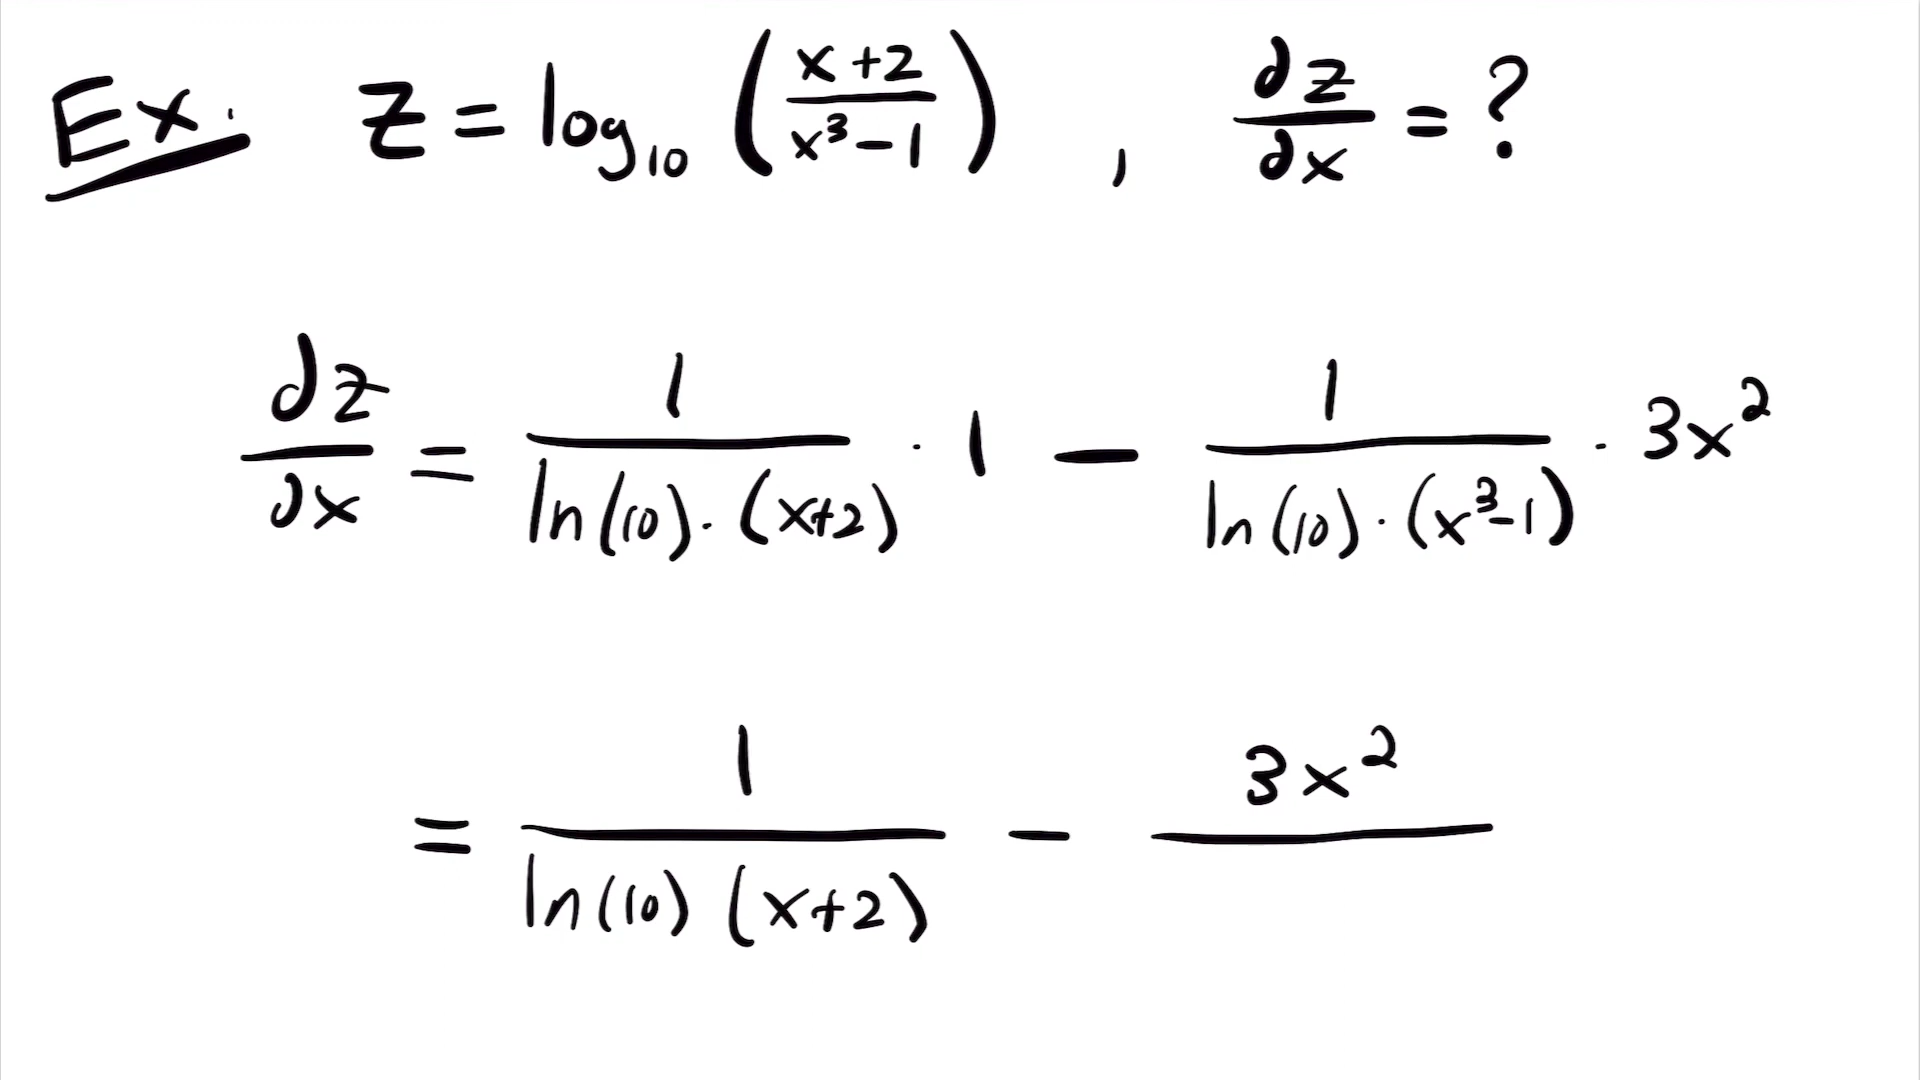 Ex. z = log₁₀ ((x+2)/(x³-1)) , ∂z/∂x = ?
∂z/∂x = 1/(ln(10)·(x+2)) · 1 − 1/(ln(10)·(x³-1)) · 3x²
= 1/(ln(10)(x+2)) − 3x²/